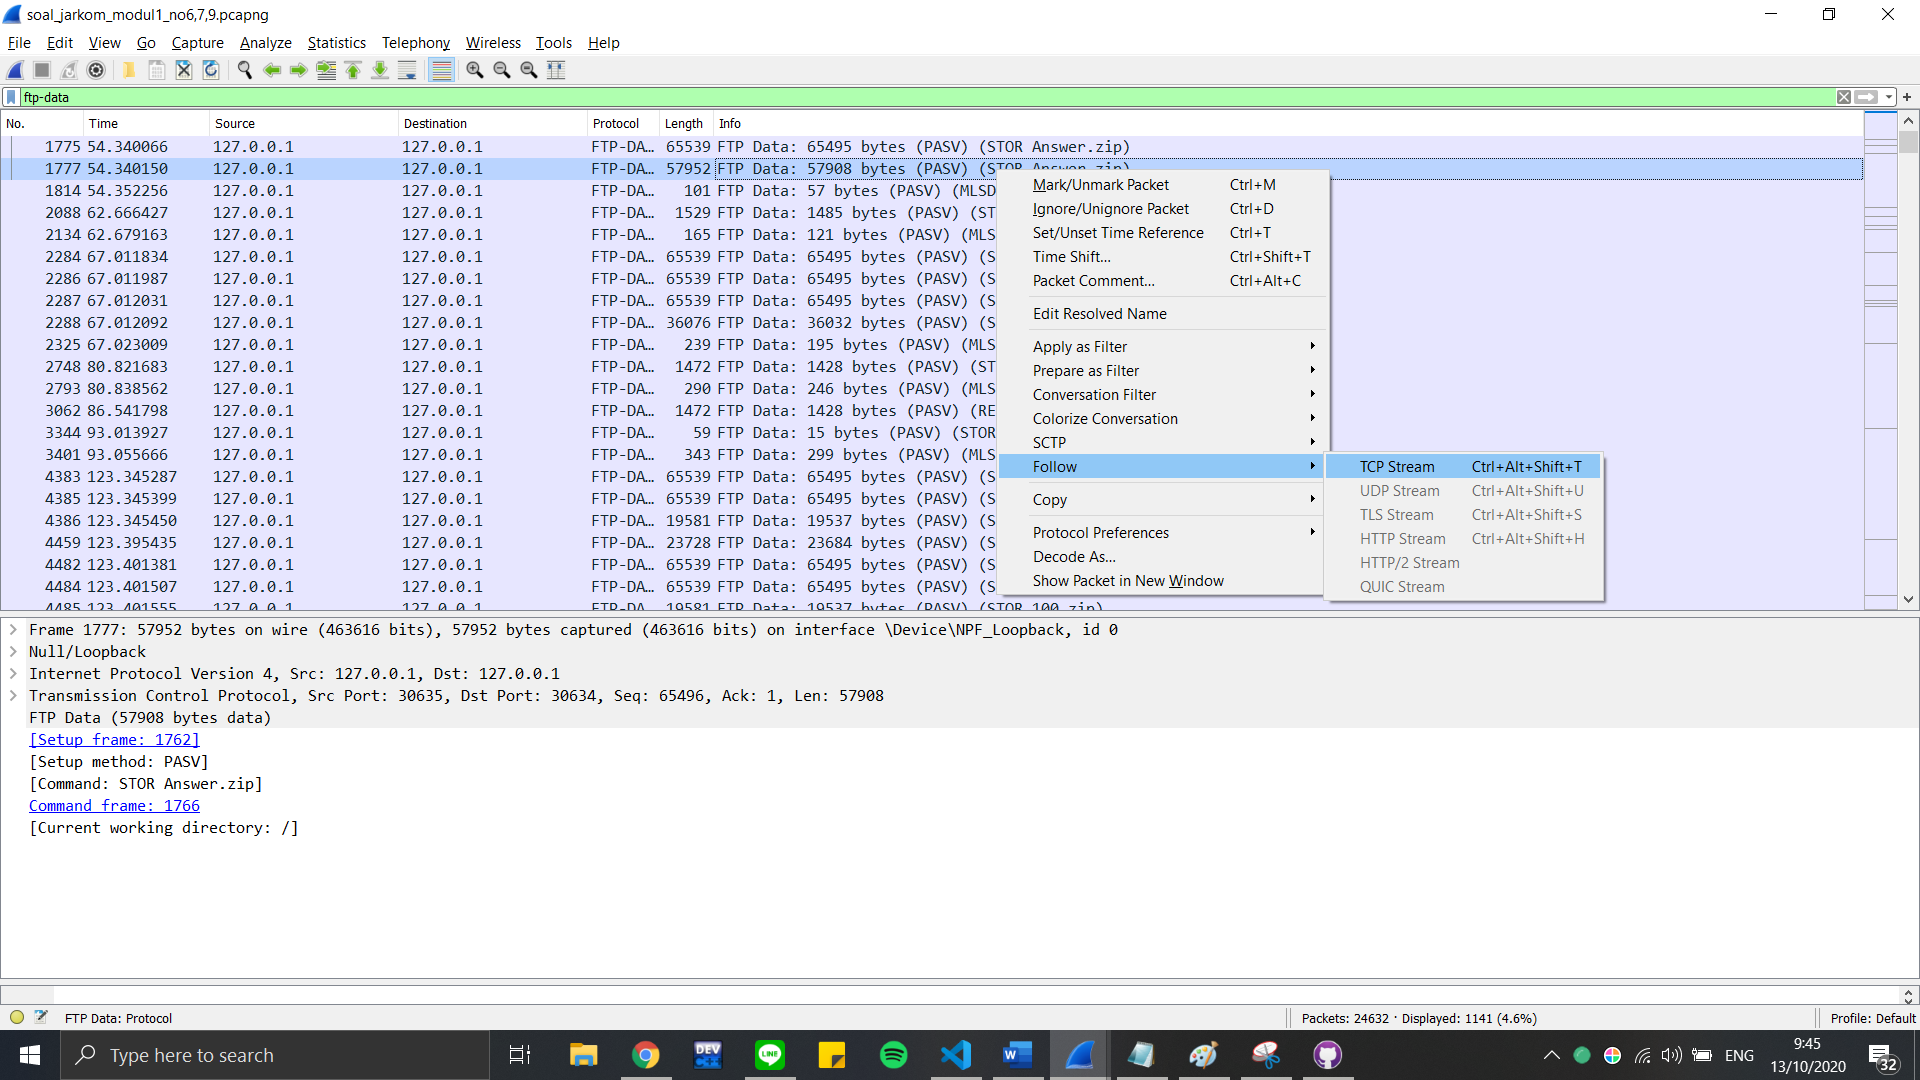 soal_jarkom_modul1_no6,7,9.pcapng
File Edit View Go Capture Analyze Statistics Telephony Wireless Tools Help
ftp-data
No. Time Source Destination Protocol Length Info
1775 54.340066 127.0.0.1 127.0.0.1 FTP-DA… 65539 FTP Data: 65495 bytes (PASV) (STOR Answer.zip)
1777 54.340150 127.0.0.1 127.0.0.1 FTP-DA… 57952 FTP Data: 57908 bytes (PASV) (STOR Answer.zip)
1814 54.352256 127.0.0.1 127.0.0.1 FTP-DA… 101 FTP Data: 57 bytes (PASV) (MLSD
2088 62.666427 127.0.0.1 127.0.0.1 FTP-DA… 1529 FTP Data: 1485 bytes (PASV) (ST
2134 62.679163 127.0.0.1 127.0.0.1 FTP-DA… 165 FTP Data: 121 bytes (PASV) (MLS
2284 67.011834 127.0.0.1 127.0.0.1 FTP-DA… 65539 FTP Data: 65495 bytes (PASV) (S
2286 67.011987 127.0.0.1 127.0.0.1 FTP-DA… 65539 FTP Data: 65495 bytes (PASV) (S
2287 67.012031 127.0.0.1 127.0.0.1 FTP-DA… 65539 FTP Data: 65495 bytes (PASV) (S
2288 67.012092 127.0.0.1 127.0.0.1 FTP-DA… 36076 FTP Data: 36032 bytes (PASV) (S
2325 67.023009 127.0.0.1 127.0.0.1 FTP-DA… 239 FTP Data: 195 bytes (PASV) (MLS
2748 80.821683 127.0.0.1 127.0.0.1 FTP-DA… 1472 FTP Data: 1428 bytes (PASV) (ST
2793 80.838562 127.0.0.1 127.0.0.1 FTP-DA… 290 FTP Data: 246 bytes (PASV) (MLS
3062 86.541798 127.0.0.1 127.0.0.1 FTP-DA… 1472 FTP Data: 1428 bytes (PASV) (RE
3344 93.013927 127.0.0.1 127.0.0.1 FTP-DA… 59 FTP Data: 15 bytes (PASV) (STOR
3401 93.055666 127.0.0.1 127.0.0.1 FTP-DA… 343 FTP Data: 299 bytes (PASV) (MLS
4383 123.345287 127.0.0.1 127.0.0.1 FTP-DA… 65539 FTP Data: 65495 bytes (PASV) (S
4385 123.345399 127.0.0.1 127.0.0.1 FTP-DA… 65539 FTP Data: 65495 bytes (PASV) (S
4386 123.345450 127.0.0.1 127.0.0.1 FTP-DA… 19581 FTP Data: 19537 bytes (PASV) (S
4459 123.395435 127.0.0.1 127.0.0.1 FTP-DA… 23728 FTP Data: 23684 bytes (PASV) (S
4482 123.401381 127.0.0.1 127.0.0.1 FTP-DA… 65539 FTP Data: 65495 bytes (PASV) (S
4484 123.401507 127.0.0.1 127.0.0.1 FTP-DA… 65539 FTP Data: 65495 bytes (PASV) (S
4485 123.401555 127.0.0.1 127.0.0.1 FTP-DA… 19581 FTP Data: 19537 bytes (PASV) (STOR 100.zip)
Mark/Unmark Packet Ctrl+M
Ignore/Unignore Packet Ctrl+D
Set/Unset Time Reference Ctrl+T
Time Shift... Ctrl+Shift+T
Packet Comment... Ctrl+Alt+C
Edit Resolved Name
Apply as Filter
Prepare as Filter
Conversation Filter
Colorize Conversation
SCTP
Follow
Copy
Protocol Preferences
Decode As...
Show Packet in New Window
TCP Stream Ctrl+Alt+Shift+T
UDP Stream Ctrl+Alt+Shift+U
TLS Stream Ctrl+Alt+Shift+S
HTTP Stream Ctrl+Alt+Shift+H
HTTP/2 Stream
QUIC Stream
Frame 1777: 57952 bytes on wire (463616 bits), 57952 bytes captured (463616 bits) on interface \Device\NPF_Loopback, id 0
Null/Loopback
Internet Protocol Version 4, Src: 127.0.0.1, Dst: 127.0.0.1
Transmission Control Protocol, Src Port: 30635, Dst Port: 30634, Seq: 65496, Ack: 1, Len: 57908
FTP Data (57908 bytes data)
[Setup frame: 1762]
[Setup method: PASV]
[Command: STOR Answer.zip]
Command frame: 1766
[Current working directory: /]
FTP Data: Protocol
Packets: 24632 · Displayed: 1141 (4.6%)
Profile: Default
Type here to search
DEV C++
LINE
ENG
9:45
13/10/2020
32